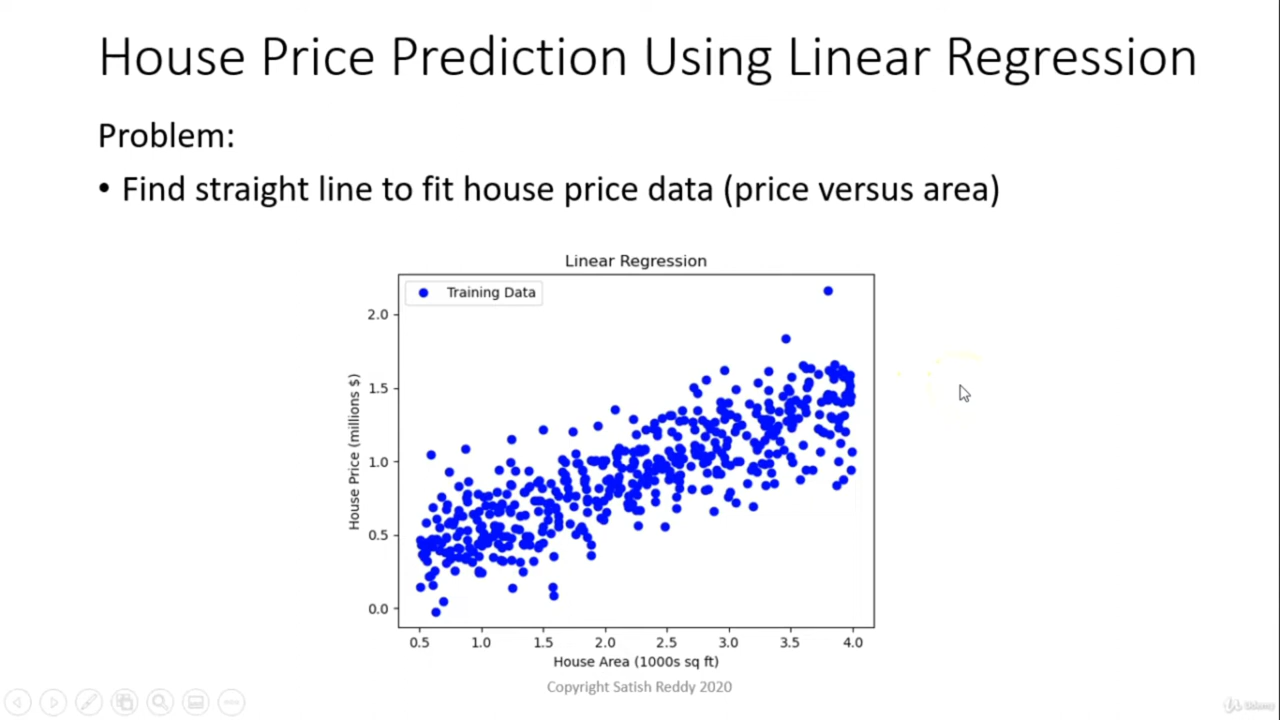 House Price Prediction Using Linear Regression
Problem:
• Find straight line to fit house price data (price versus area)
Linear Regression
Training Data
2.0
1.5
1.0
0.5
0.0
House Price (millions $)
0.5 1.0 1.5 2.0 2.5 3.0 3.5 4.0
House Area (1000s sq ft)
Copyright Satish Reddy 2020
Udemy